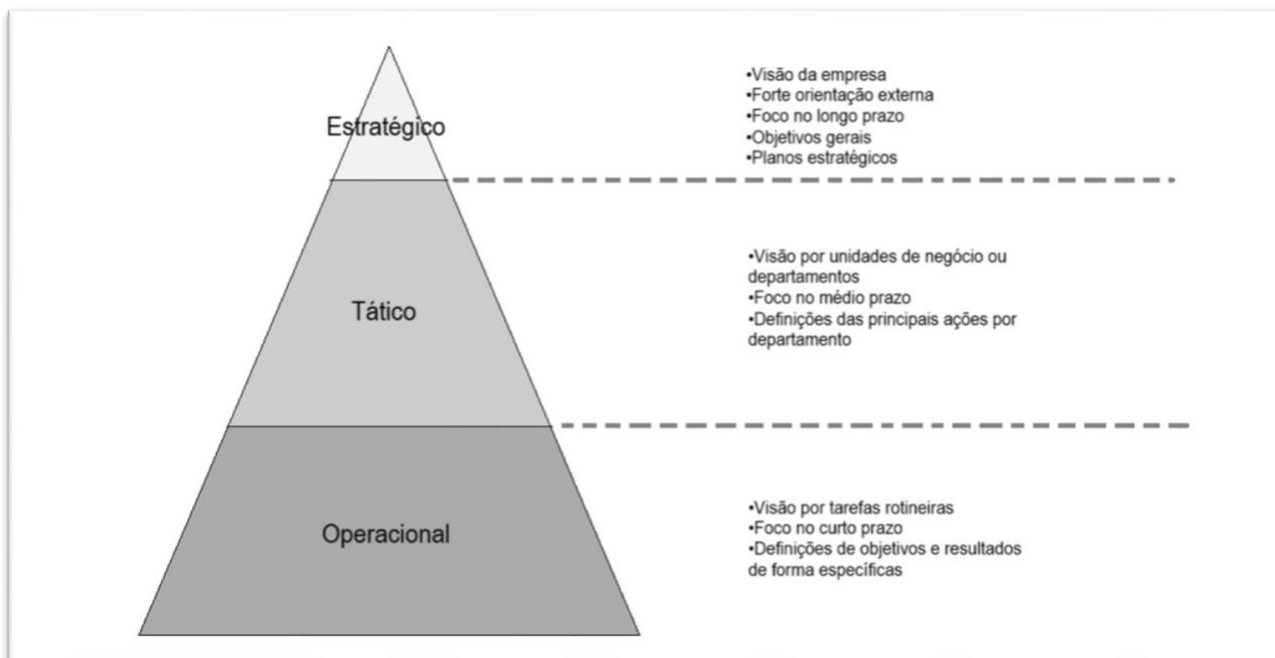 Estratégico
•Visão da empresa
•Forte orientação externa
•Foco no longo prazo
•Objetivos gerais
•Planos estratégicos
Tático
•Visão por unidades de negócio ou
departamentos
•Foco no médio prazo
•Definições das principais ações por
departamento
Operacional
•Visão por tarefas rotineiras
•Foco no curto prazo
•Definições de objetivos e resultados
de forma específicas